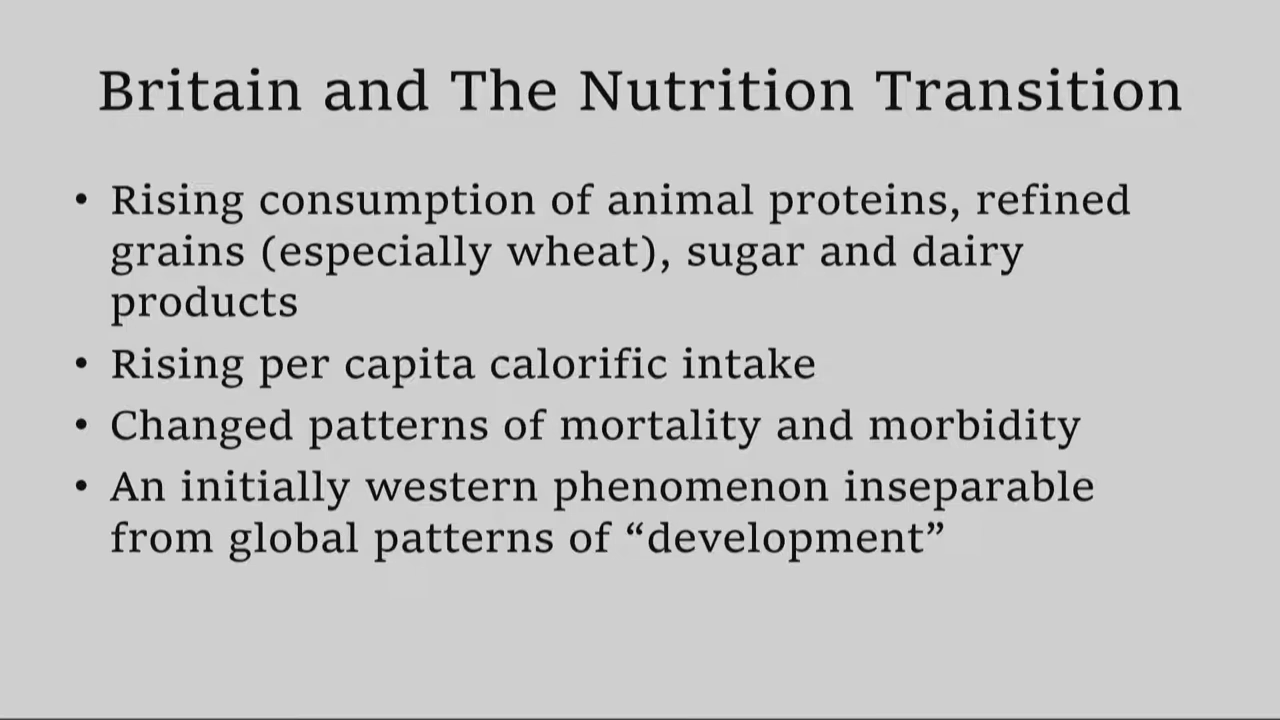 Britain and The Nutrition Transition
• Rising consumption of animal proteins, refined
grains (especially wheat), sugar and dairy
products
• Rising per capita calorific intake
• Changed patterns of mortality and morbidity
• An initially western phenomenon inseparable
from global patterns of “development”